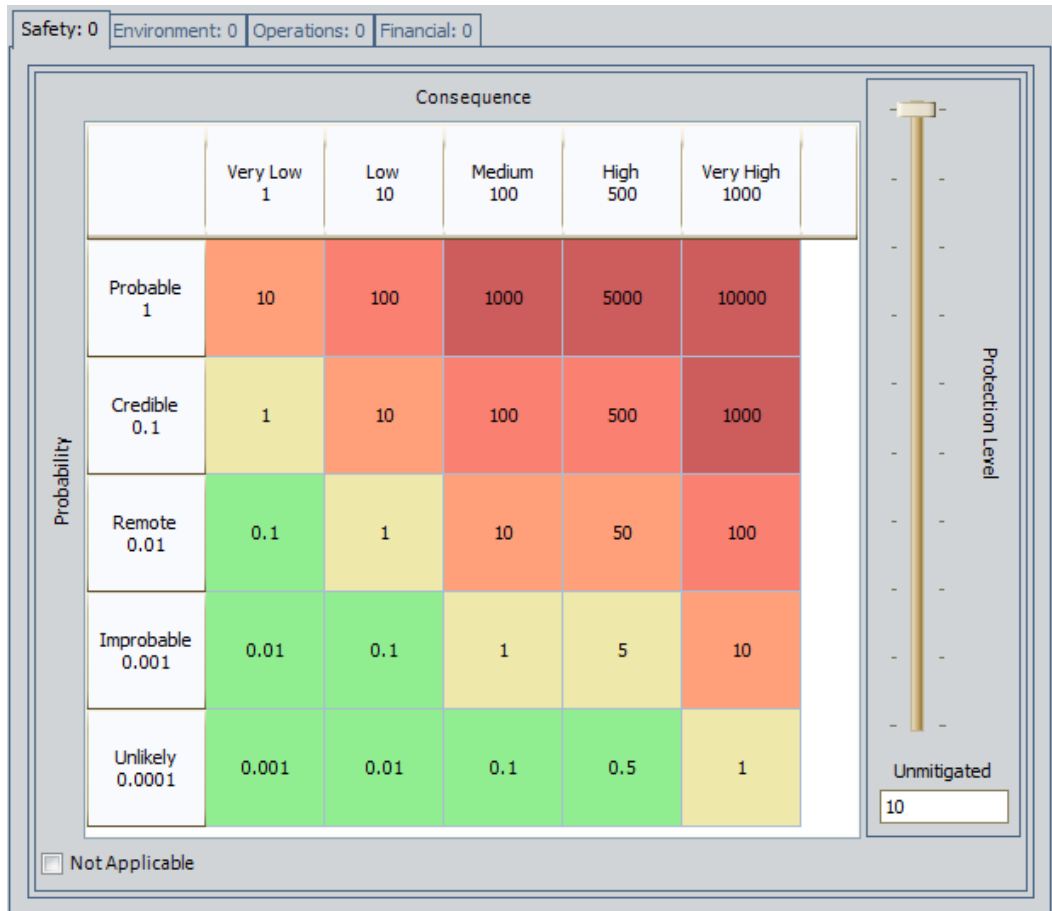 Safety: 0 Environment: 0 Operations: 0 Financial: 0
Consequence
Very Low Low Medium High Very High
1 10 100 500 1000
Probability
Probable
1
10 100 1000 5000 10000
Credible
0.1
1 10 100 500 1000
Remote
0.01
0.1 1 10 50 100
Improbable
0.001
0.01 0.1 1 5 10
Unlikely
0.0001
0.001 0.01 0.1 0.5 1
Protection Level
Unmitigated
10
Not Applicable